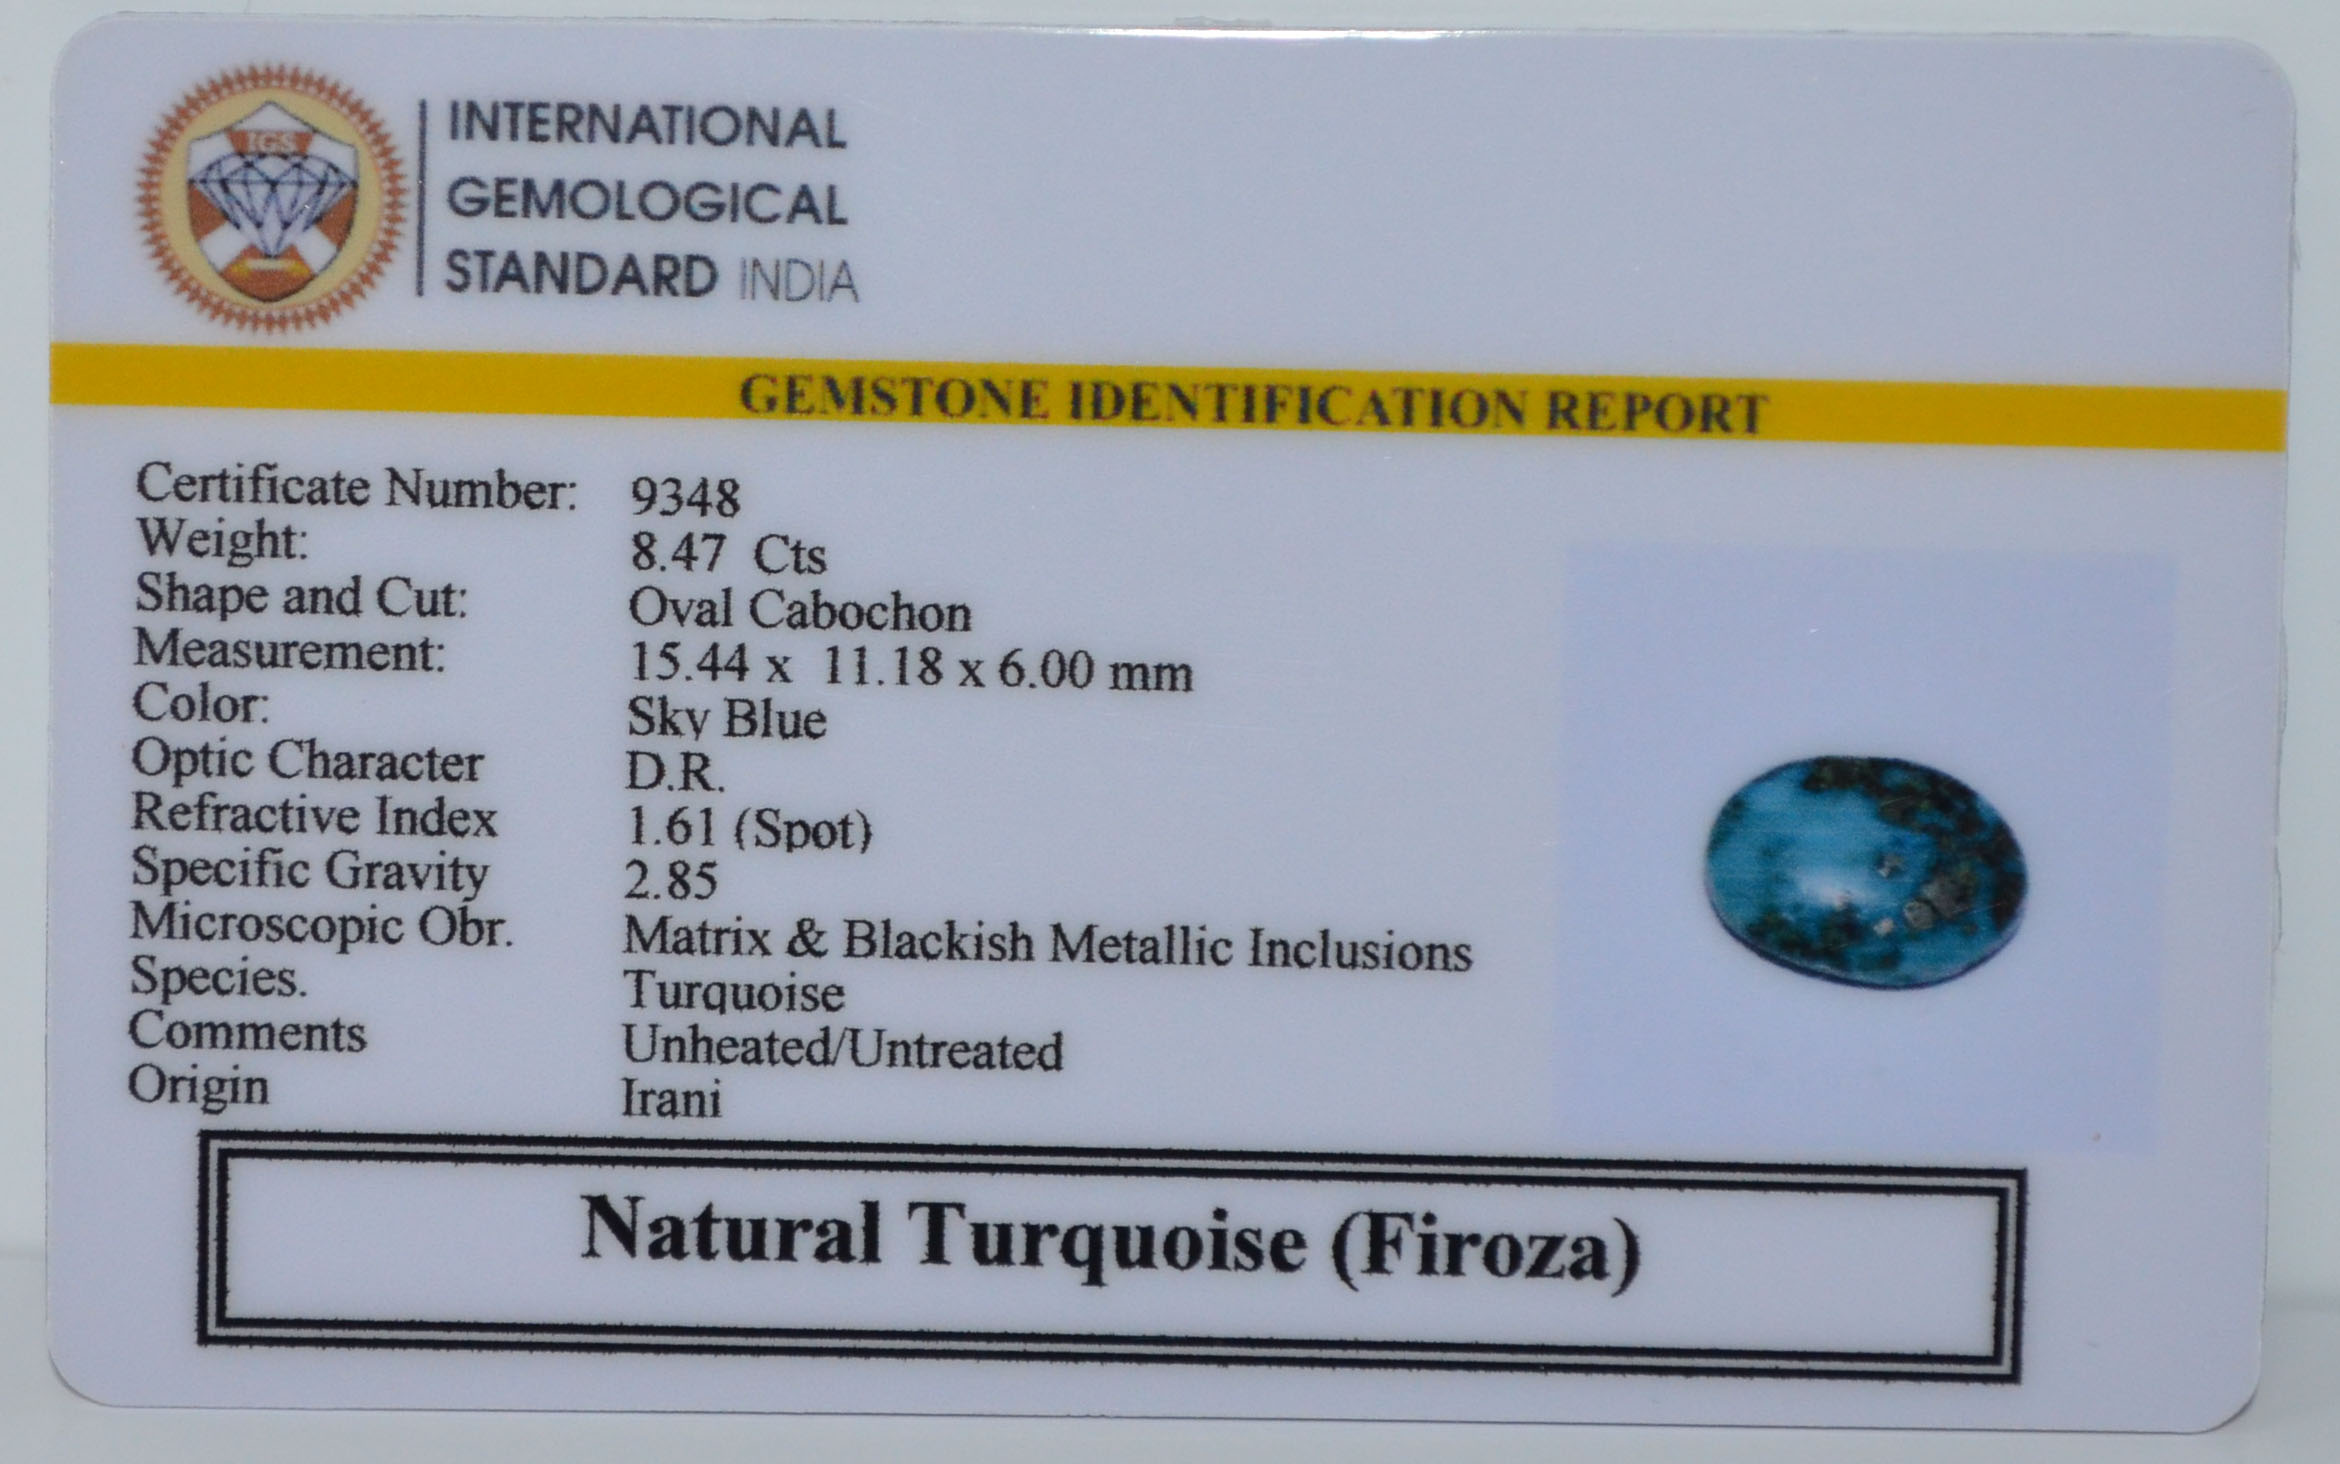 IGS
INTERNATIONAL
GEMOLOGICAL
STANDARD INDIA
GEMSTONE IDENTIFICATION REPORT
Certificate Number: 9348
Weight: 8.47 Cts
Shape and Cut: Oval Cabochon
Measurement: 15.44 x 11.18 x 6.00 mm
Color: Sky Blue
Optic Character D.R.
Refractive Index 1.61 (Spot)
Specific Gravity 2.85
Microscopic Obr. Matrix & Blackish Metallic Inclusions
Species. Turquoise
Comments Unheated/Untreated
Origin Irani
Natural Turquoise (Firoza)